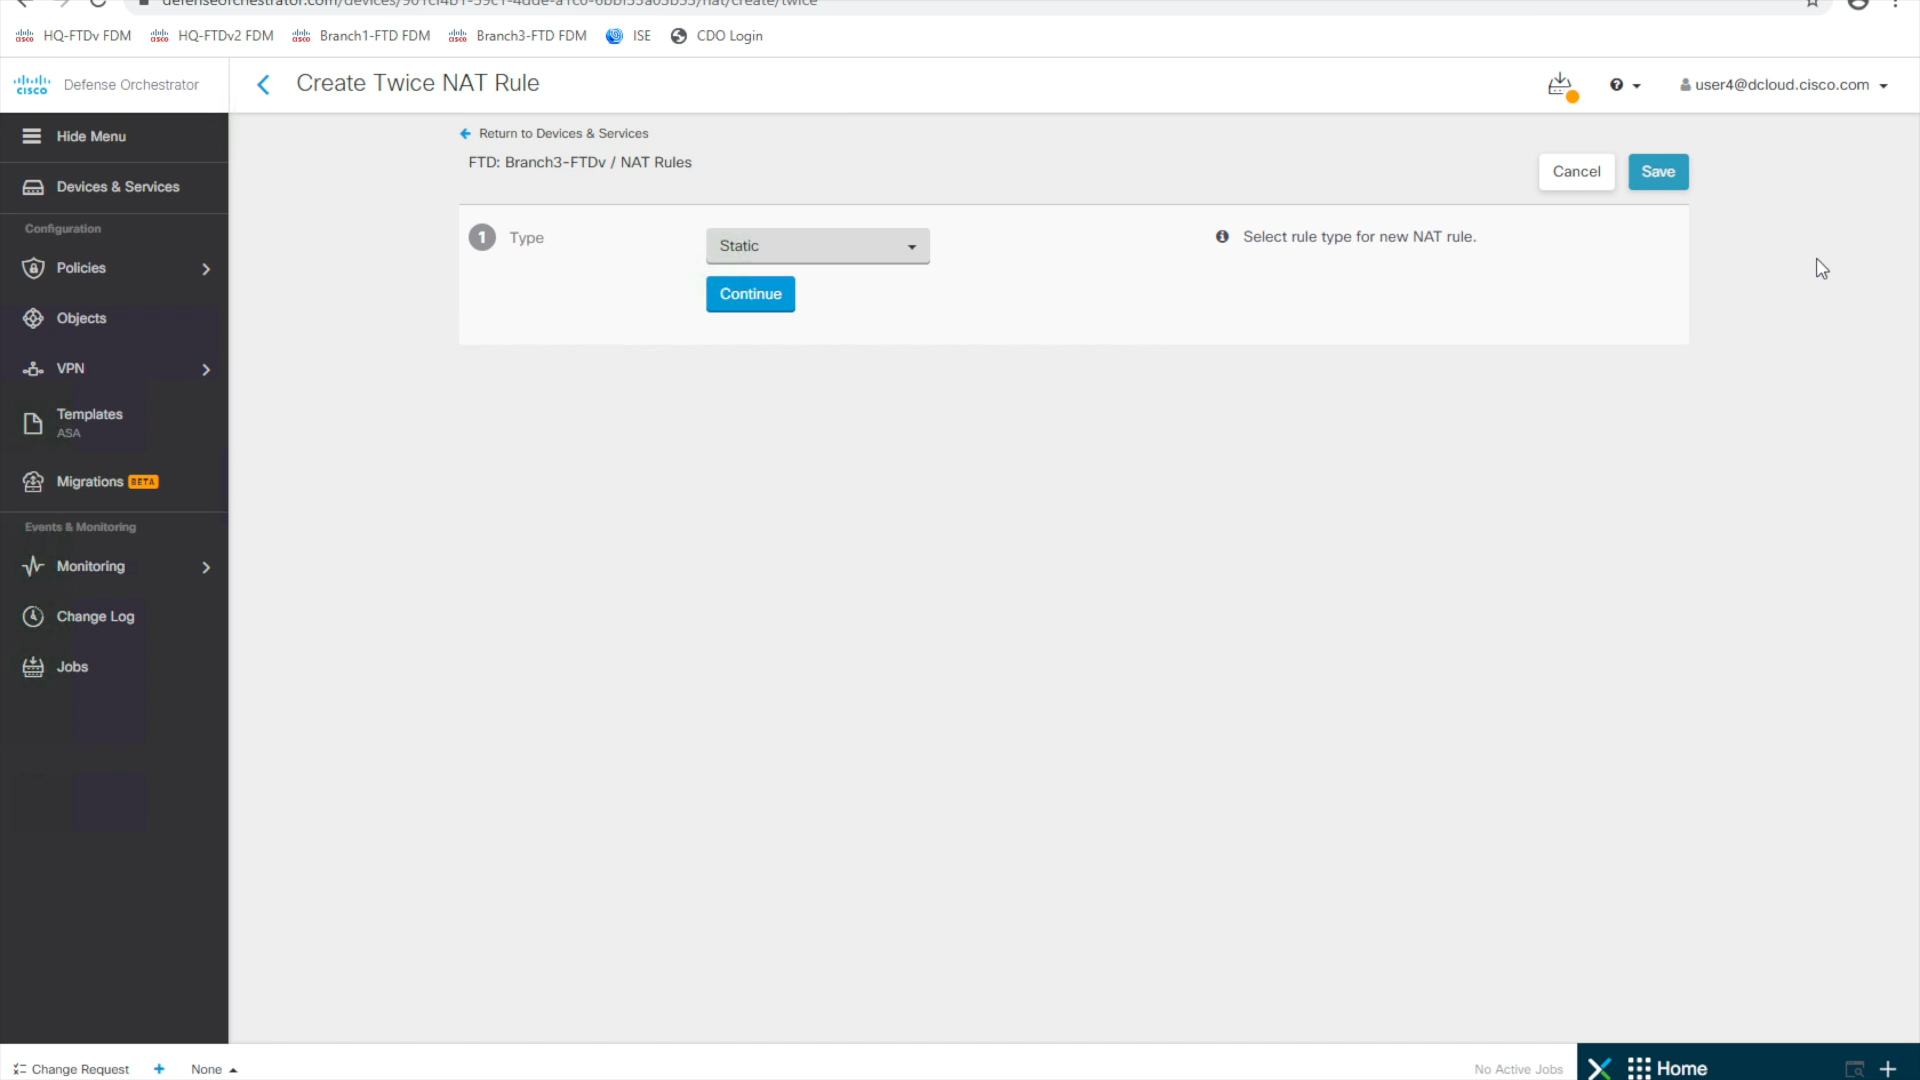 HQ-FTDv FDM HQ-FTDv2 FDM Branch1-FTD FDM Branch3-FTD FDM ISE CDO Login
cisco Defense Orchestrator Create Twice NAT Rule user4@dcloud.cisco.com
Hide Menu
Return to Devices & Services
FTD: Branch3-FTDv / NAT Rules
Cancel Save
Devices & Services
Configuration
1 Type Static Select rule type for new NAT rule.
Continue
Policies
Objects
VPN
Templates
ASA
Migrations BETA
Events & Monitoring
Monitoring
Change Log
Jobs
Change Request + None No Active Jobs Home